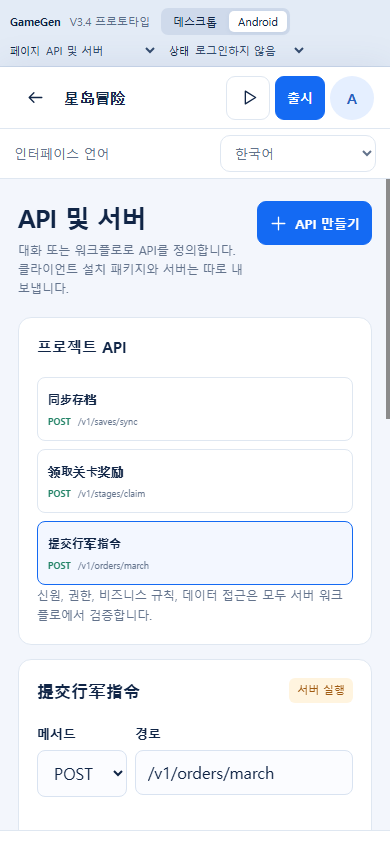 GameGen V3.4 프로토타입 데스크톱 Android
페이지 API 및 서버 상태 로그인하지 않음
星岛冒险 출시 A
인터페이스 언어 한국어
API 및 서버
+ API 만들기
대화 또는 워크플로로 API를 정의합니다.
클라이언트 설치 패키지와 서버는 따로 내
보냅니다.
프로젝트 API
同步存档
POST /v1/saves/sync
领取关卡奖励
POST /v1/stages/claim
提交行军指令
POST /v1/orders/march
신원, 권한, 비즈니스 규칙, 데이터 접근은 모두 서버 워크
플로에서 검증합니다.
提交行军指令 서버 실행
메서드 경로
POST /v1/orders/march